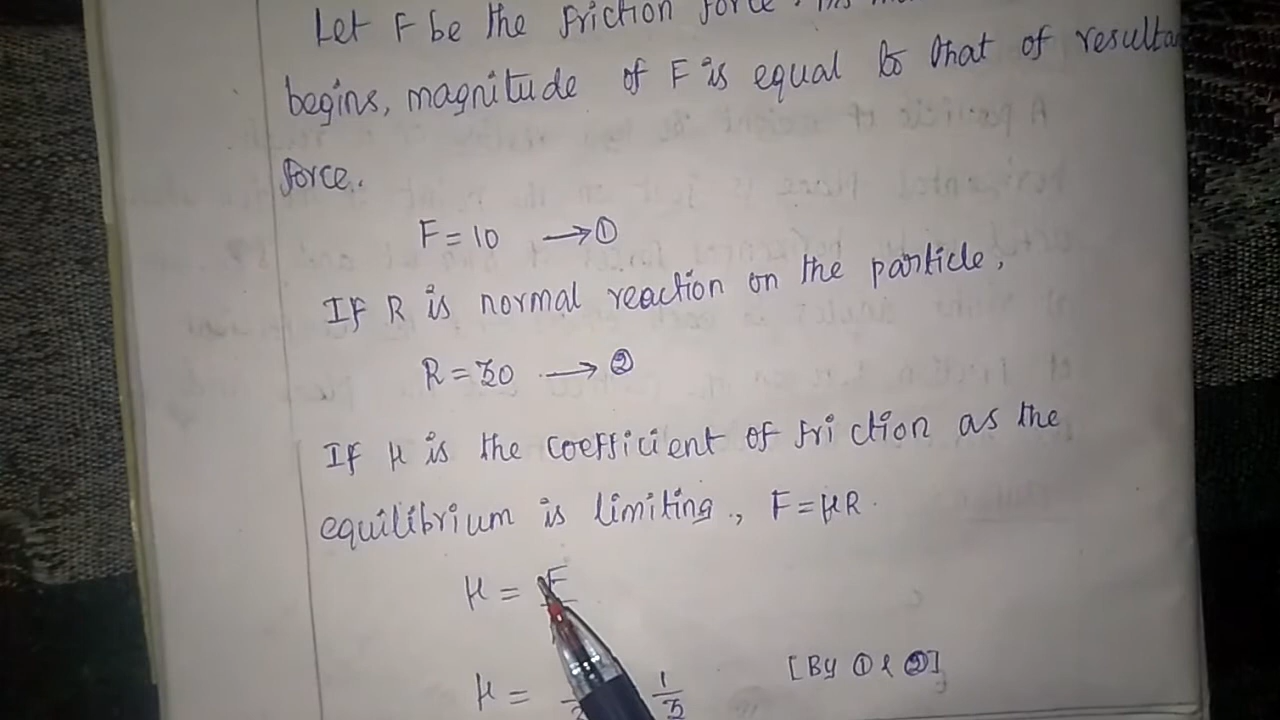 Let F be the friction force.
begins, magnitude of F is equal to that of
force.
F = 10 → ①
If R is normal reaction on the particle,
R = 30 → ②
If μ is the coefficient of friction as the
equilibrium is limiting, F = μR.
μ = F
μ = 1/3 [By ① & ②]